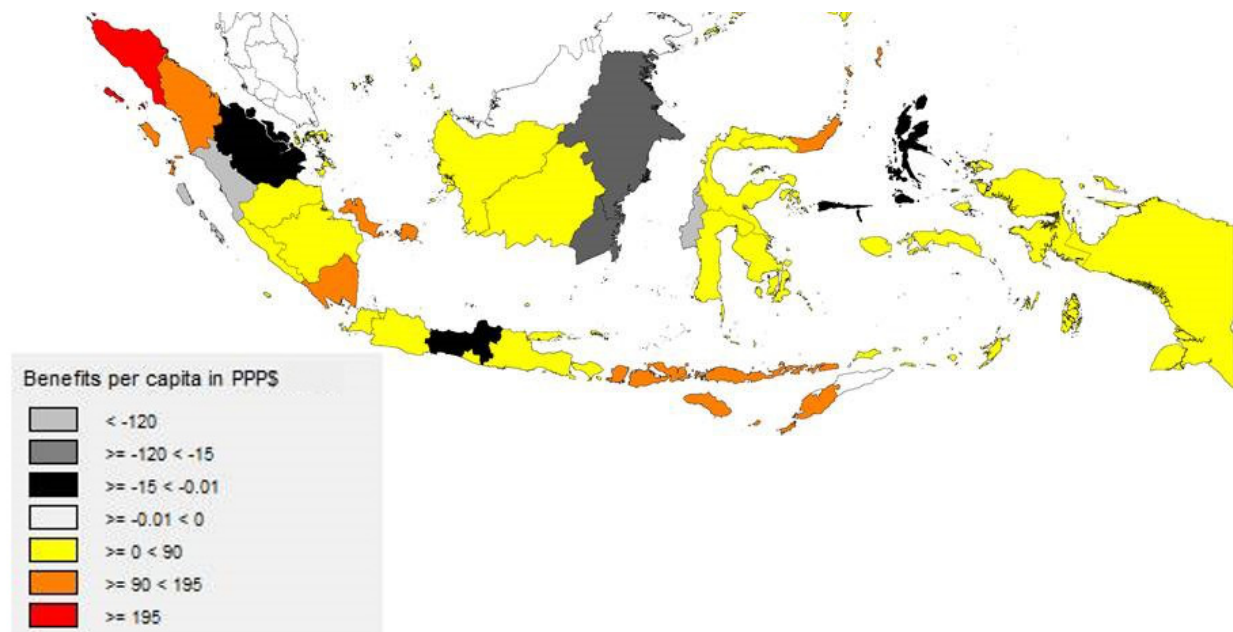 Benefits per capita in PPP$
< -120
>= -120 < -15
>= -15 < -0.01
>= -0.01 < 0
>= 0 < 90
>= 90 < 195
>= 195